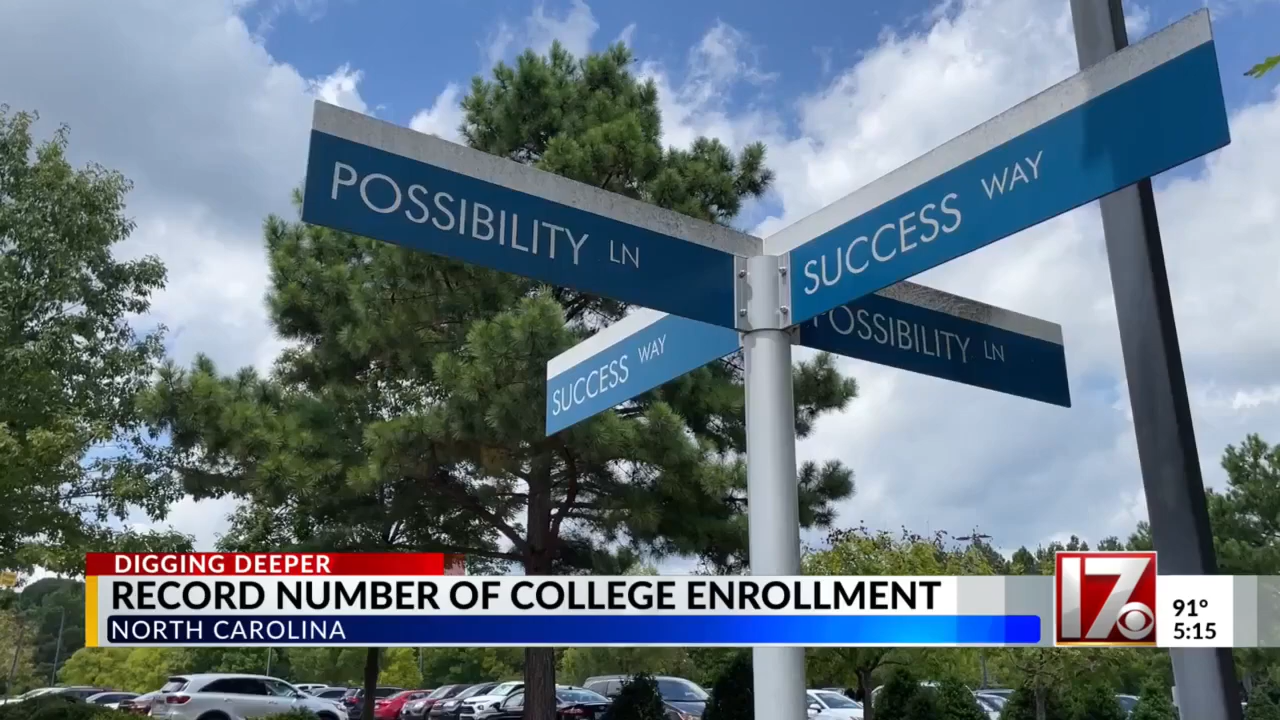 POSSIBILITY LN
SUCCESS WAY
SUCCESS WAY
POSSIBILITY LN
DIGGING DEEPER
RECORD NUMBER OF COLLEGE ENROLLMENT
NORTH CAROLINA
17
91°
5:15